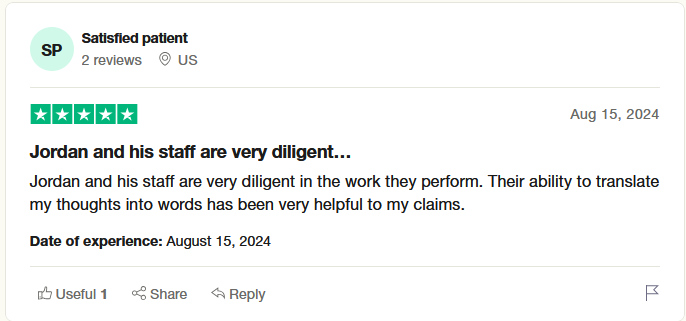 SP
Satisfied patient
2 reviews US
Aug 15, 2024
Jordan and his staff are very diligent…
Jordan and his staff are very diligent in the work they perform. Their ability to translate
my thoughts into words has been very helpful to my claims.
Date of experience: August 15, 2024
Useful 1 Share Reply